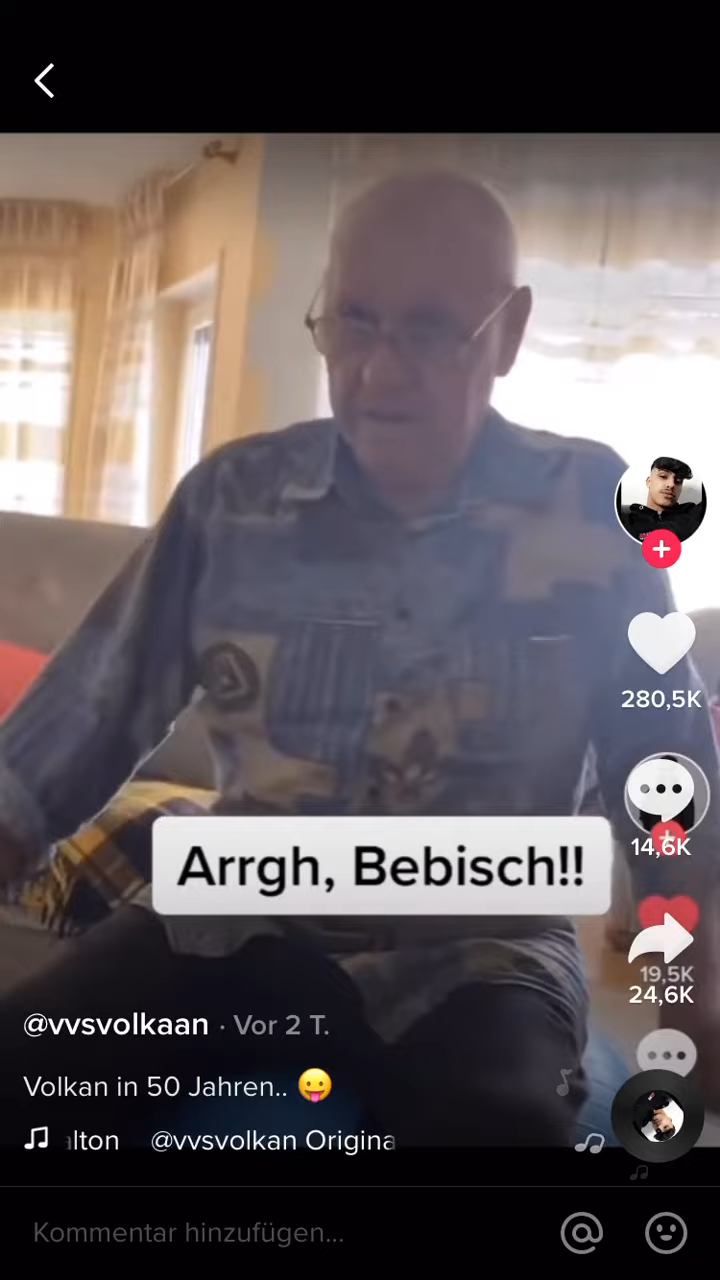 280,5K
14,6K
Arrgh, Bebisch!!
19,5K
24,6K
@vvsvolkaan · Vor 2 T.
Volkan in 50 Jahren.. 😛
lton @vvsvolkan Origina
Kommentar hinzufügen...